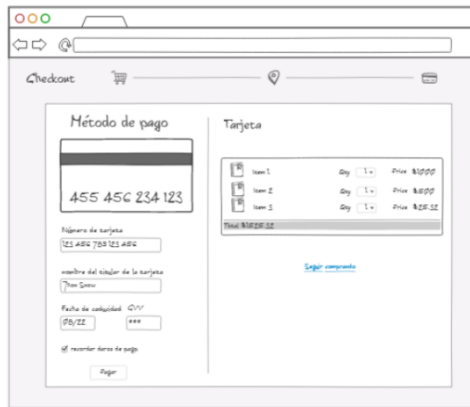 Checkout
Método de pago
455 456 234 123
Número de tarjeta
123 456 789 123 456
nombre del titular de la tarjeta
Jhon Snow
Fecha de caducidad CVV
08/22 ***
recordar datos de pago
Pagar
Tarjeta
Item 1 Qty 1 Price $1000
Item 2 Qty 1 Price $500
Item 3 Qty 1 Price
Total
Seguir comprando